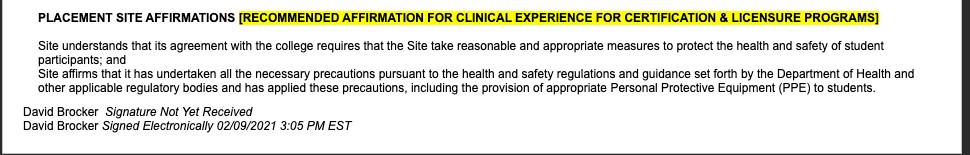 PLACEMENT SITE AFFIRMATIONS [RECOMMENDED AFFIRMATION FOR CLINICAL EXPERIENCE FOR CERTIFICATION & LICENSURE PROGRAMS]
Site understands that its agreement with the college requires that the Site take reasonable and appropriate measures to protect the health and safety of student
participants; and
Site affirms that it has undertaken all the necessary precautions pursuant to the health and safety regulations and guidance set forth by the Department of Health and
other applicable regulatory bodies and has applied these precautions, including the provision of appropriate Personal Protective Equipment (PPE) to students.
David Brocker Signature Not Yet Received
David Brocker Signed Electronically 02/09/2021 3:05 PM EST